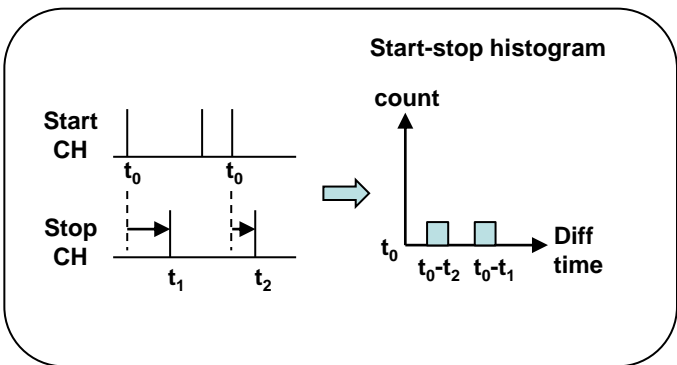 Start-stop histogram
Start
CH
t₀ t₀
Stop
CH
t₁ t₂
count
t₀
t₀-t₂ t₀-t₁
Diff
time